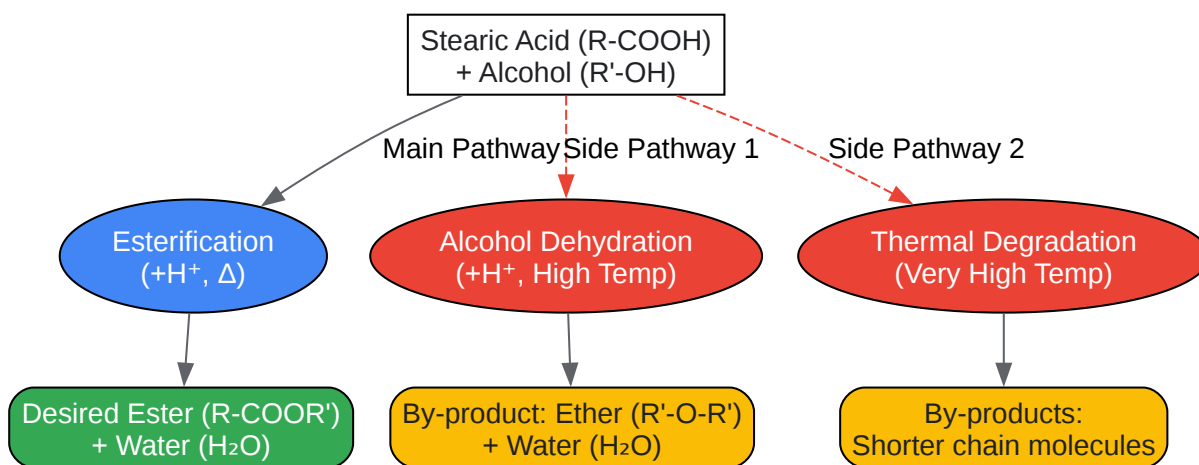 Stearic Acid (R-COOH)
+ Alcohol (R'-OH)
Main Pathway
Side Pathway 1
Side Pathway 2
Esterification
(+H⁺, Δ)
Alcohol Dehydration
(+H⁺, High Temp)
Thermal Degradation
(Very High Temp)
Desired Ester (R-COOR')
+ Water (H₂O)
By-product: Ether (R'-O-R')
+ Water (H₂O)
By-products:
Shorter chain molecules